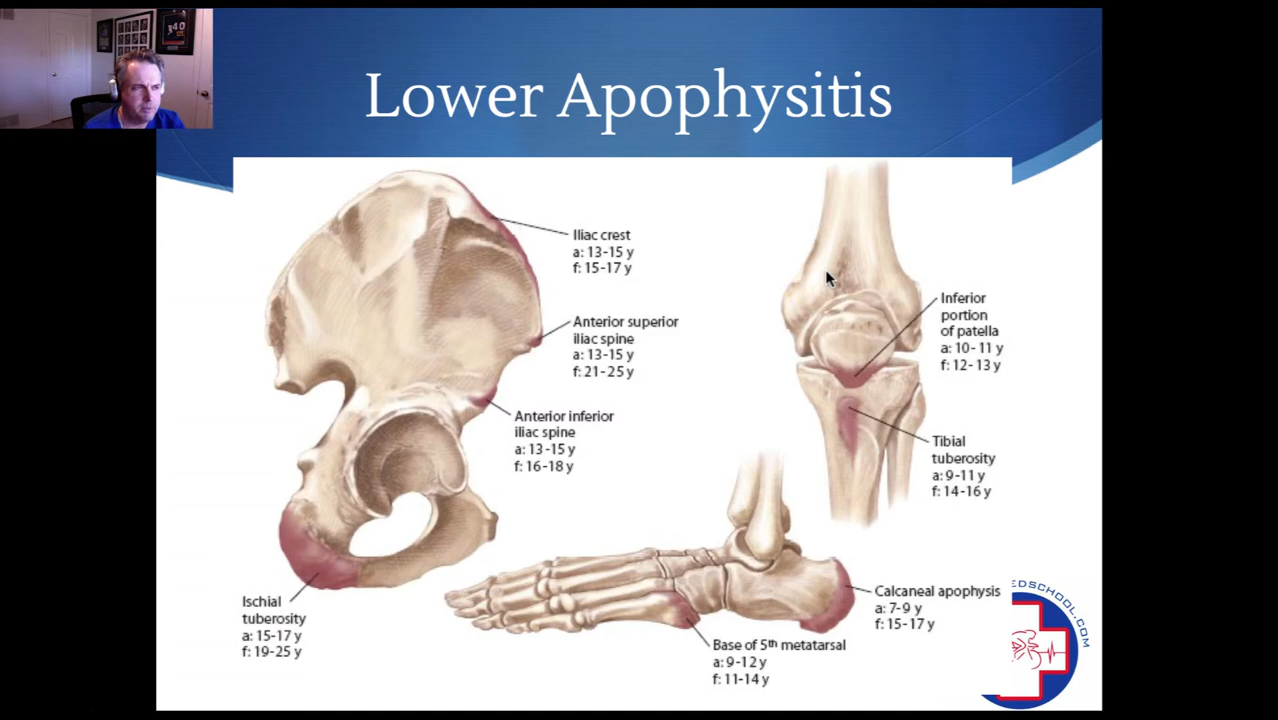 40
Lower Apophysitis
Iliac crest
a: 13-15 y
f: 15-17 y
Anterior superior
iliac spine
a: 13-15 y
f: 21-25 y
Anterior inferior
iliac spine
a: 13-15 y
f: 16-18 y
Inferior
portion
of patella
a: 10-11 y
f: 12-13 y
Tibial
tuberosity
a: 9-11 y
f: 14-16 y
Ischial
tuberosity
a: 15-17 y
f: 19-25 y
Calcaneal apophysis
a: 7-9 y
f: 15-17 y
Base of 5th metatarsal
a: 9-12 y
f: 11-14 y
EDSCHOOL.COM